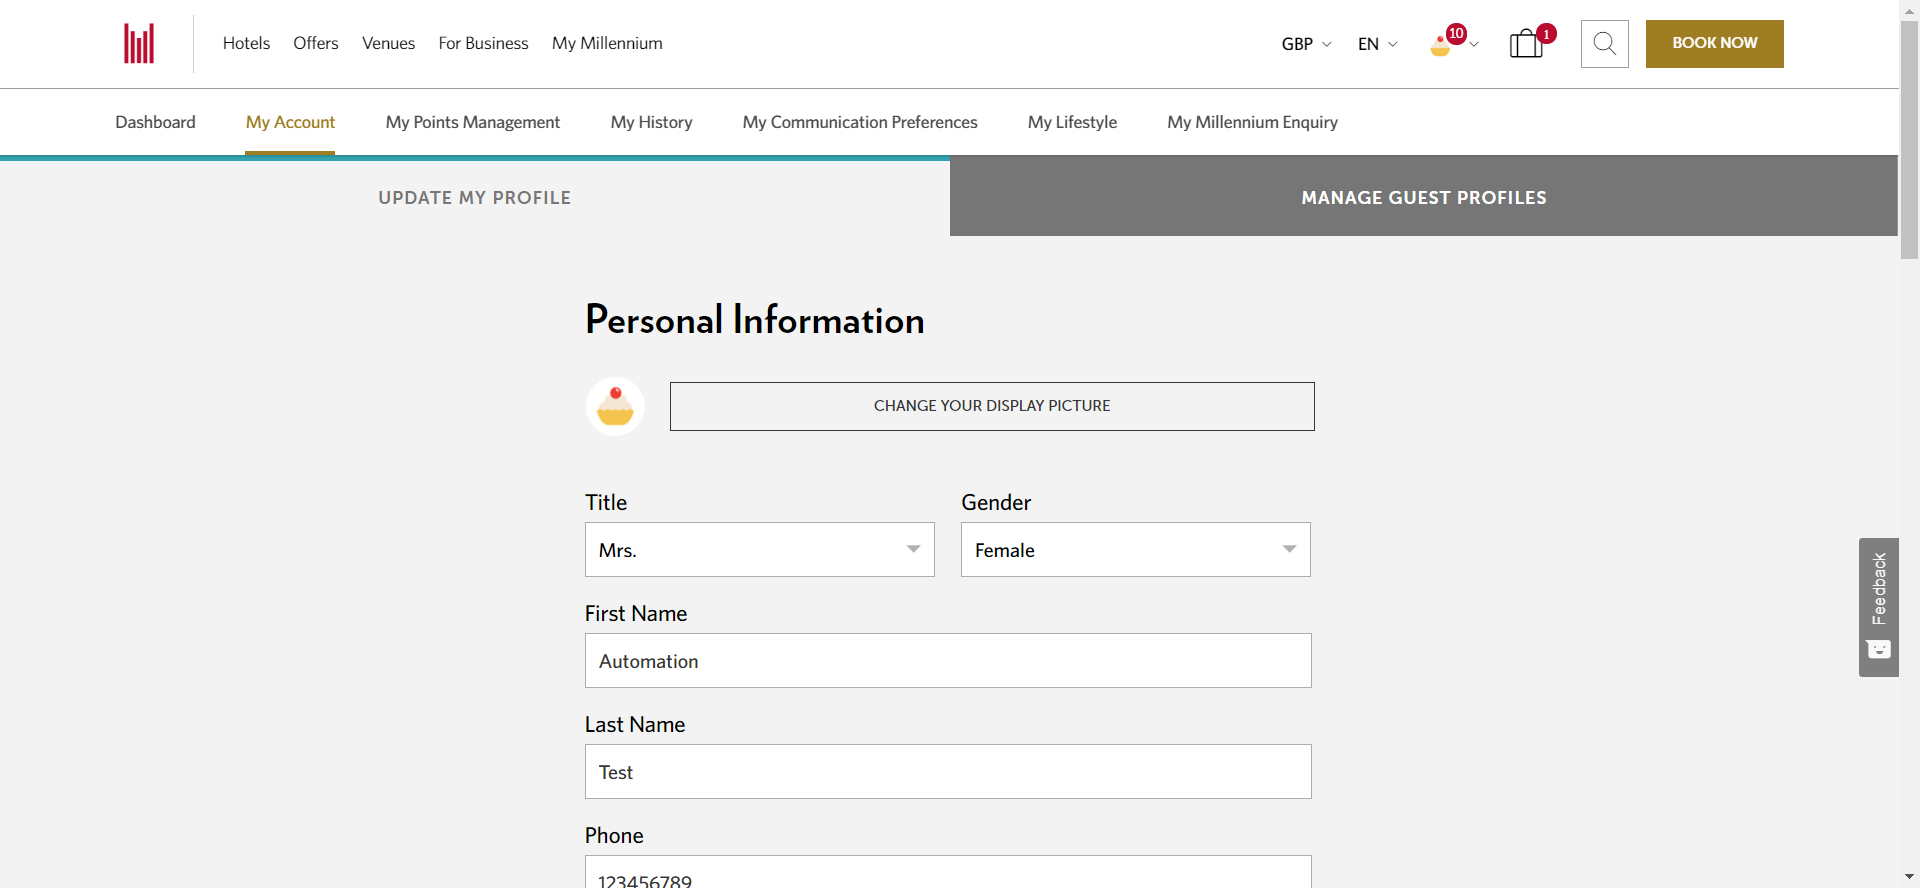 Hotels Offers Venues For Business My Millennium GBP EN 10 1 BOOK NOW
Dashboard My Account My Points Management My History My Communication Preferences My Lifestyle My Millennium Enquiry
UPDATE MY PROFILE MANAGE GUEST PROFILES
Personal Information
CHANGE YOUR DISPLAY PICTURE
Title Gender
Mrs. Female
First Name
Automation
Feedback
Last Name
Test
Phone
123456789